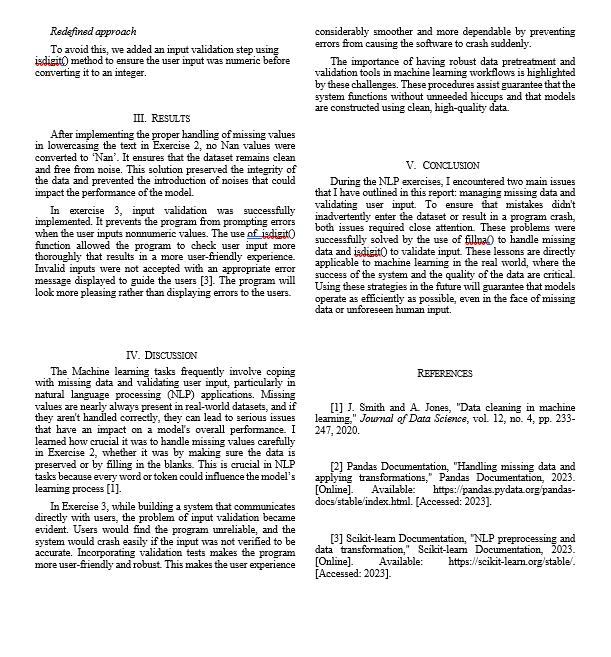 Redefined approach
To avoid this, we added an input validation step using
isdigit() method to ensure the user input was numeric before
converting it to an integer.
III. RESULTS
After implementing the proper handling of missing values
in lowercasing the text in Exercise 2, no Nan values were
converted to ‘Nan’. It ensures that the dataset remains clean
and free from noise. This solution preserved the integrity of
the data and prevented the introduction of noises that could
impact the performance of the model.
In exercise 3, input validation was successfully
implemented. It prevents the program from prompting errors
when the user inputs nonnumeric values. The use of isdigit()
function allowed the program to check user input more
thoroughly that results in a more user-friendly experience.
Invalid inputs were not accepted with an appropriate error
message displayed to guide the users [3]. The program will
look more pleasing rather than displaying errors to the users.
IV. DISCUSSION
The Machine learning tasks frequently involve coping
with missing data and validating user input, particularly in
natural language processing (NLP) applications. Missing
values are nearly always present in real-world datasets, and if
they aren't handled correctly, they can lead to serious issues
that have an impact on a model's overall performance. I
learned how crucial it was to handle missing values carefully
in Exercise 2, whether it was by making sure the data is
preserved or by filling in the blanks. This is crucial in NLP
tasks because every word or token could influence the model’s
learning process [1].
In Exercise 3, while building a system that communicates
directly with users, the problem of input validation became
evident. Users would find the program unreliable, and the
system would crash easily if the input was not verified to be
accurate. Incorporating validation tests makes the program
more user-friendly and robust. This makes the user experience
considerably smoother and more dependable by preventing
errors from causing the software to crash suddenly.
The importance of having robust data pretreatment and
validation tools in machine learning workflows is highlighted
by these challenges. These procedures assist guarantee that the
system functions without unneeded hiccups and that models
are constructed using clean, high-quality data.
V. CONCLUSION
During the NLP exercises, I encountered two main issues
that I have outlined in this report: managing missing data and
validating user input. To ensure that mistakes didn't
inadvertently enter the dataset or result in a program crash,
both issues required close attention. These problems were
successfully solved by the use of fillna() to handle missing
data and isdigit() to validate input. These lessons are directly
applicable to machine learning in the real world, where the
success of the system and the quality of the data are critical.
Using these strategies in the future will guarantee that models
operate as efficiently as possible, even in the face of missing
data or unforeseen human input.
REFERENCES
[1] J. Smith and A. Jones, "Data cleaning in machine
learning," Journal of Data Science, vol. 12, no. 4, pp. 233-
247, 2020.
[2] Pandas Documentation, "Handling missing data and
applying transformations," Pandas Documentation, 2023.
[Online]. Available: https://pandas.pydata.org/pandas-
docs/stable/index.html. [Accessed: 2023].
[3] Scikit-learn Documentation, "NLP preprocessing and
data transformation," Scikit-learn Documentation, 2023.
[Online]. Available: https://scikit-learn.org/stable/.
[Accessed: 2023].